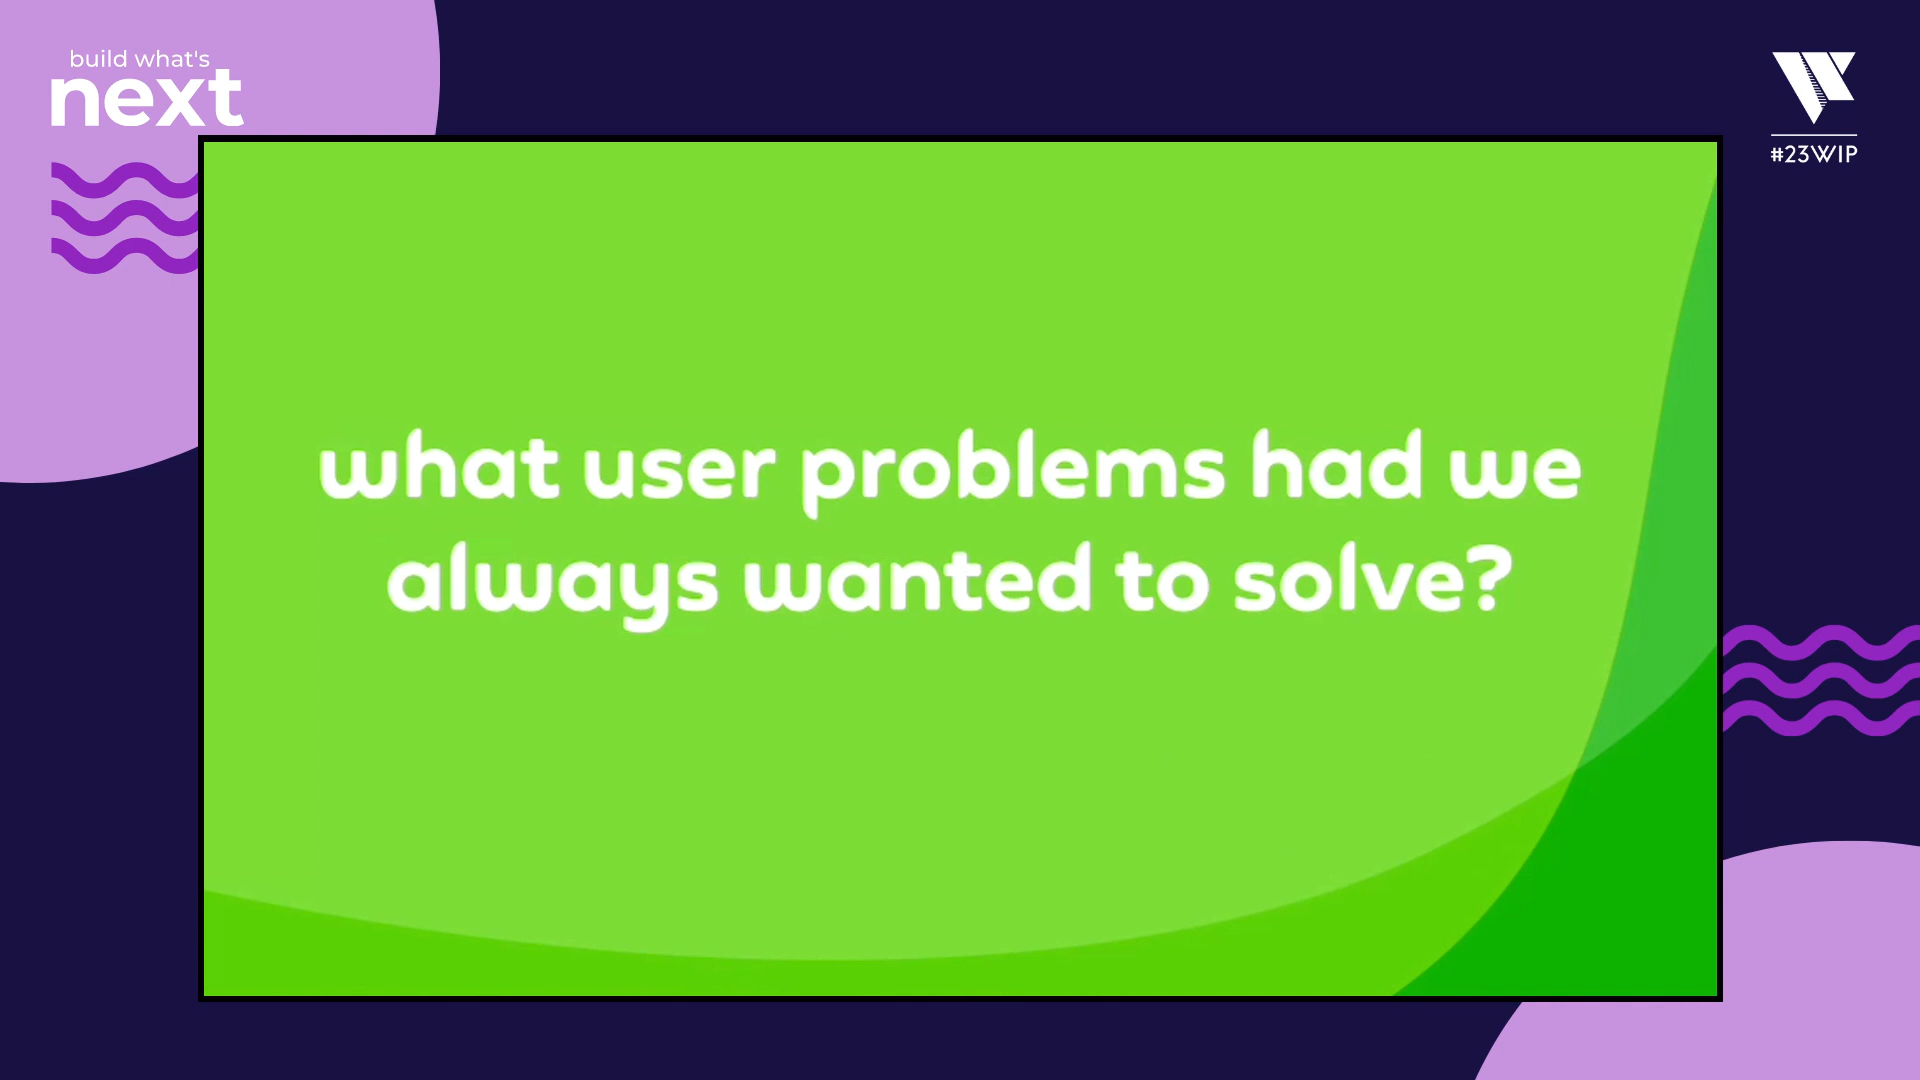 build what's
next
#23WIP
what user problems had we
always wanted to solve?